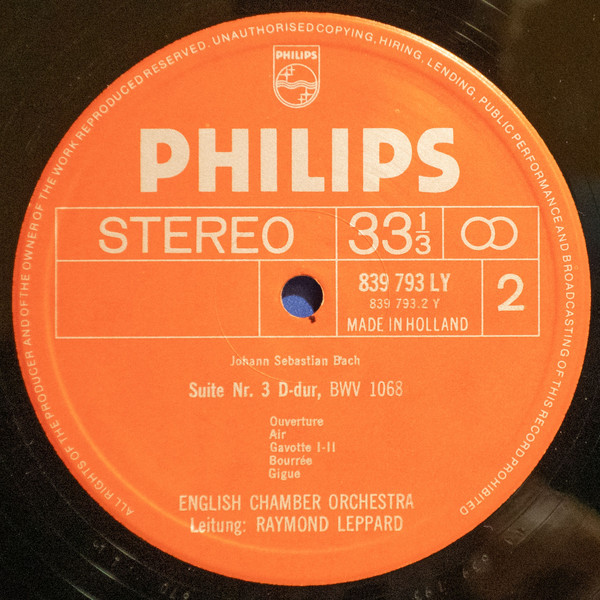 ALL RIGHTS OF THE PRODUCER AND OF THE OWNER OF THE WORK REPRODUCED RESERVED. UNAUTHORISED COPYING, HIRING, LENDING, PUBLIC PERFORMANCE AND BROADCASTING OF THIS RECORD PROHIBITED
PHILIPS
PHILIPS
STEREO 33 1/3
839 793 LY
839 793.2 Y
2
MADE IN HOLLAND
Johann Sebastian Bach
Suite Nr. 3 D-dur, BWV 1068
Ouverture
Air
Gavotte I-II
Bourrée
Gigue
ENGLISH CHAMBER ORCHESTRA
Leitung: RAYMOND LEPPARD